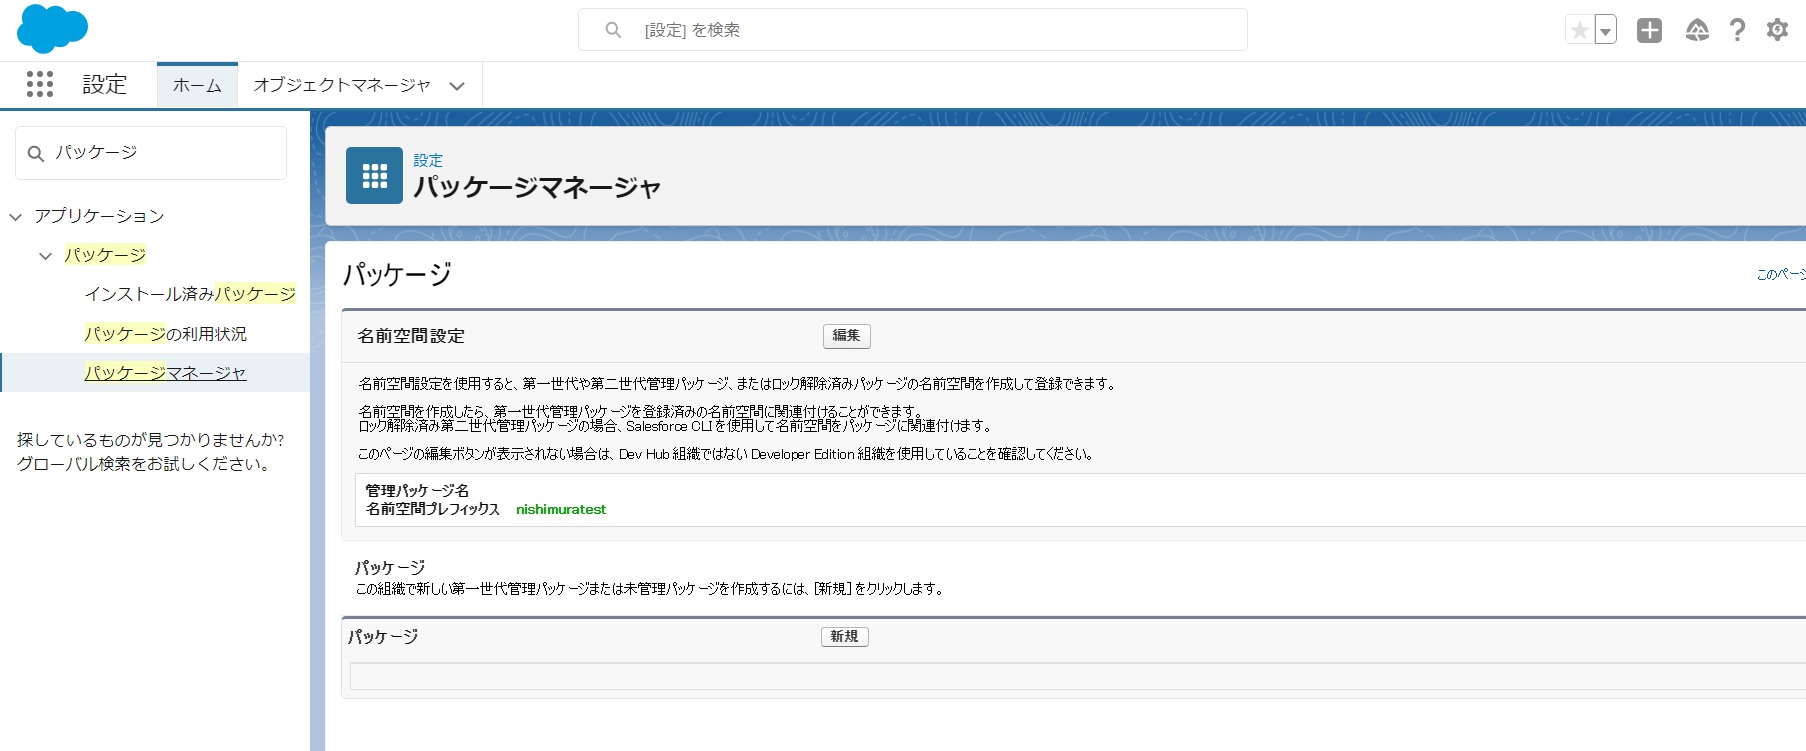 [設定] を検索
設定
ホーム
オブジェクトマネージャ
パッケージ
アプリケーション
パッケージ
インストール済みパッケージ
パッケージの利用状況
パッケージマネージャ
探しているものが見つかりませんか?
グローバル検索をお試しください。
設定
パッケージマネージャ
パッケージ
このページ
名前空間設定
編集
名前空間設定を使用すると、第一世代や第二世代管理パッケージ、またはロック解除済みパッケージの名前空間を作成して登録できます。
名前空間を作成したら、第一世代管理パッケージを登録済みの名前空間に関連付けることができます。
ロック解除済み第二世代管理パッケージの場合、Salesforce CLI を使用して名前空間をパッケージに関連付けます。
このページの編集ボタンが表示されない場合は、Dev Hub 組織ではない Developer Edition 組織を使用していることを確認してください。
管理パッケージ名
名前空間プレフィックス nishimuratest
パッケージ
この組織で新しい第一世代管理パッケージまたは未管理パッケージを作成するには、[新規] をクリックします。
パッケージ
新規